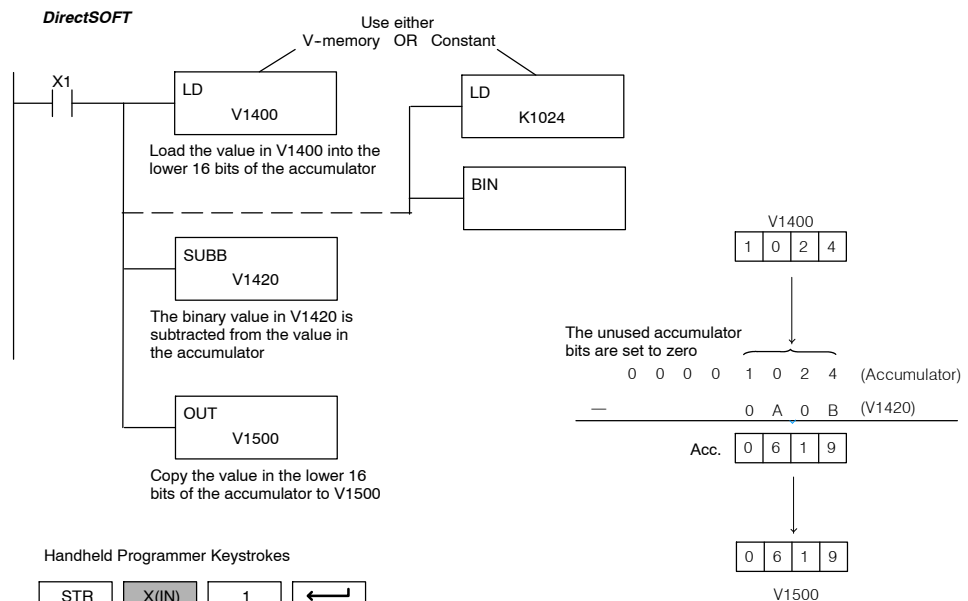 DirectSOFT
Use either
V-memory OR Constant
X1
LD
V1400
Load the value in V1400 into the
lower 16 bits of the accumulator
LD
K1024
BIN
SUBB
V1420
The binary value in V1420 is
subtracted from the value in
the accumulator
OUT
V1500
Copy the value in the lower 16
bits of the accumulator to V1500
V1400
1 0 2 4
The unused accumulator
bits are set to zero
0 0 0 0 1 0 2 4 (Accumulator)
— 0 A 0 B (V1420)
Acc. 0 6 1 9
0 6 1 9
V1500
Handheld Programmer Keystrokes
STR X(IN) 1